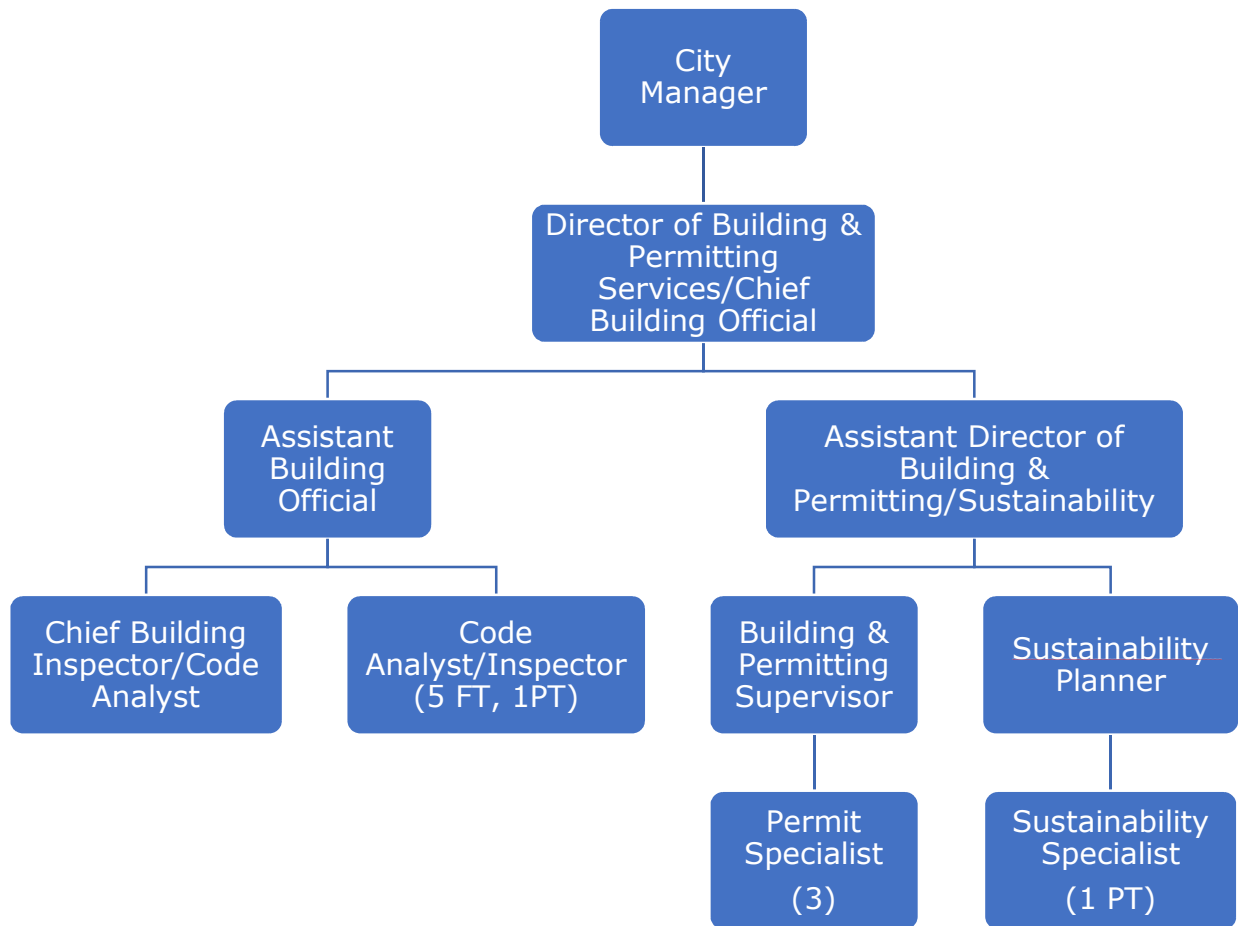 City
Manager
Director of Building &
Permitting
Services/Chief
Building Official
Assistant
Building
Official
Assistant Director of
Building &
Permitting/Sustainability
Chief Building
Inspector/Code
Analyst
Code
Analyst/Inspector
(5 FT, 1PT)
Building &
Permitting
Supervisor
Sustainability
Planner
Permit
Specialist
(3)
Sustainability
Specialist
(1 PT)